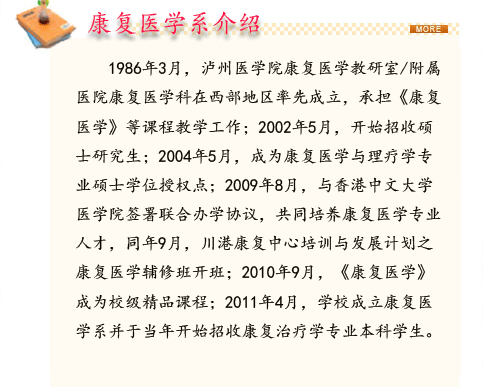 康复医学系介绍
MORE
1986年3月，泸州医学院康复医学教研室/附属
医院康复医学科在西部地区率先成立，承担《康复
医学》等课程教学工作；2002年5月，开始招收硕
士研究生；2004年5月，成为康复医学与理疗学专
业硕士学位授权点；2009年8月，与香港中文大学
医学院签署联合办学协议，共同培养康复医学专业
人才，同年9月，川港康复中心培训与发展计划之
康复医学辅修班开班；2010年9月，《康复医学》
成为校级精品课程；2011年4月，学校成立康复医
学系并于当年开始招收康复治疗学专业本科学生。